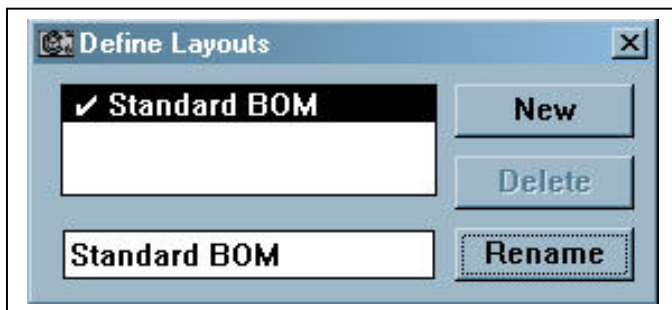 Define Layouts
✓ Standard BOM
New
Delete
Standard BOM
Rename